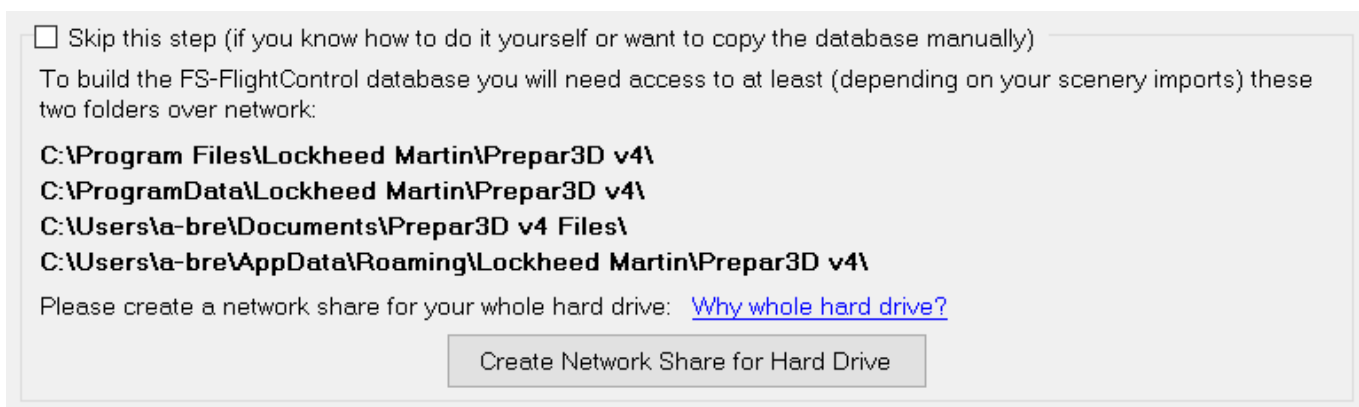 Skip this step (if you know how to do it yourself or want to copy the database manually)
To build the FS-FlightControl database you will need access to at least (depending on your scenery imports) these
two folders over network:
C:\Program Files\Lockheed Martin\Prepar3D v4\
C:\ProgramData\Lockheed Martin\Prepar3D v4\
C:\Users\a-bre\Documents\Prepar3D v4 Files\
C:\Users\a-bre\AppData\Roaming\Lockheed Martin\Prepar3D v4\
Please create a network share for your whole hard drive: Why whole hard drive?
Create Network Share for Hard Drive